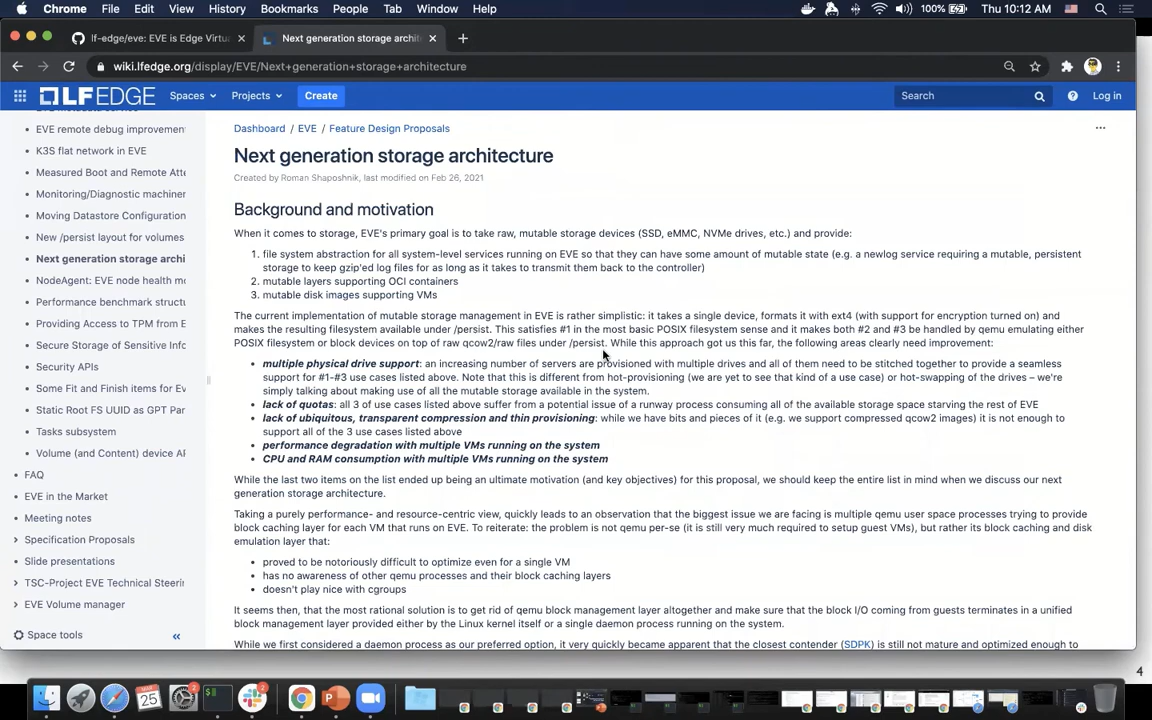 Chrome File Edit View History Bookmarks People Tab Window Help 100% Thu 10:12 AM
lf-edge/eve: EVE is Edge Virtu
Next generation storage archit
wiki.lfedge.org/display/EVE/Next+generation+storage+architecture
LFEDGE Spaces Projects Create Search Log in
EVE remote debug improvement
K3S flat network in EVE
Measured Boot and Remote Atte
Monitoring/Diagnostic machiner
Moving Datastore Configuration
New /persist layout for volumes
Next generation storage archi
NodeAgent: EVE node health m
Performance benchmark structu
Providing Access to TPM from E
Secure Storage of Sensitive Info
Security APIs
Some Fit and Finish items for E
Static Root FS UUID as GPT Par
Tasks subsystem
Volume (and Content) device AF
FAQ
EVE in the Market
Meeting notes
Specification Proposals
Slide presentations
TSC-Project EVE Technical Steerin
EVE Volume manager
Space tools
Dashboard / EVE / Feature Design Proposals
Next generation storage architecture
Created by Roman Shaposhnik, last modified on Feb 26, 2021
Background and motivation
When it comes to storage, EVE's primary goal is to take raw, mutable storage devices (SSD, eMMC, NVMe drives, etc.) and provide:
1. file system abstraction for all system-level services running on EVE so that they can have some amount of mutable state (e.g. a newlog service requiring a mutable, persistent
storage to keep gzip'ed log files for as long as it takes to transmit them back to the controller)
2. mutable layers supporting OCI containers
3. mutable disk images supporting VMs
The current implementation of mutable storage management in EVE is rather simplistic: it takes a single device, formats it with ext4 (with support for encryption turned on) and
makes the resulting filesystem available under /persist. This satisfies #1 in the most basic POSIX filesystem sense and it makes both #2 and #3 be handled by qemu emulating either
POSIX filesystem or block devices on top of raw qcow2/raw files under /persist. While this approach got us this far, the following areas clearly need improvement:
• multiple physical drive support: an increasing number of servers are provisioned with multiple drives and all of them need to be stitched together to provide a seamless
support for #1-#3 use cases listed above. Note that this is different from hot-provisioning (we are yet to see that kind of a use case) or hot-swapping of the drives – we're
simply talking about making use of all the mutable storage available in the system.
• lack of quotas: all 3 of use cases listed above suffer from a potential issue of a runway process consuming all of the available storage space starving the rest of EVE
• lack of ubiquitous, transparent compression and thin provisioning: while we have bits and pieces of it (e.g. we support compressed qcow2 images) it is not enough to
support all of the 3 use cases listed above
• performance degradation with multiple VMs running on the system
• CPU and RAM consumption with multiple VMs running on the system
While the last two items on the list ended up being an ultimate motivation (and key objectives) for this proposal, we should keep the entire list in mind when we discuss our next
generation storage architecture.
Taking a purely performance- and resource-centric view, quickly leads to an observation that the biggest issue we are facing is multiple qemu user space processes trying to provide
block caching layer for each VM that runs on EVE. To reiterate: the problem is not qemu per-se (it is still very much required to setup guest VMs), but rather its block caching and disk
emulation layer that:
• proved to be notoriously difficult to optimize even for a single VM
• has no awareness of other qemu processes and their block caching layers
• doesn't play nice with cgroups
It seems then, that the most rational solution is to get rid of qemu block management layer altogether and make sure that the block I/O coming from guests terminates in a unified
block management layer provided either by the Linux kernel itself or a single daemon process running on the system.
While we first considered a daemon process as our preferred option, it very quickly became apparent that the closest contender (SDPK) is still not mature and optimized enough to
4